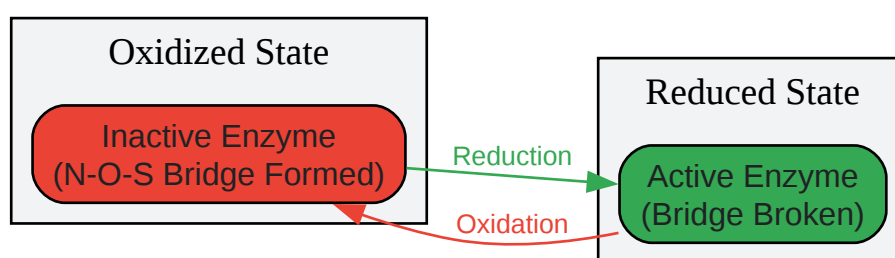 Oxidized State
Inactive Enzyme
(N-O-S Bridge Formed)
Reduction
Oxidation
Reduced State
Active Enzyme
(Bridge Broken)